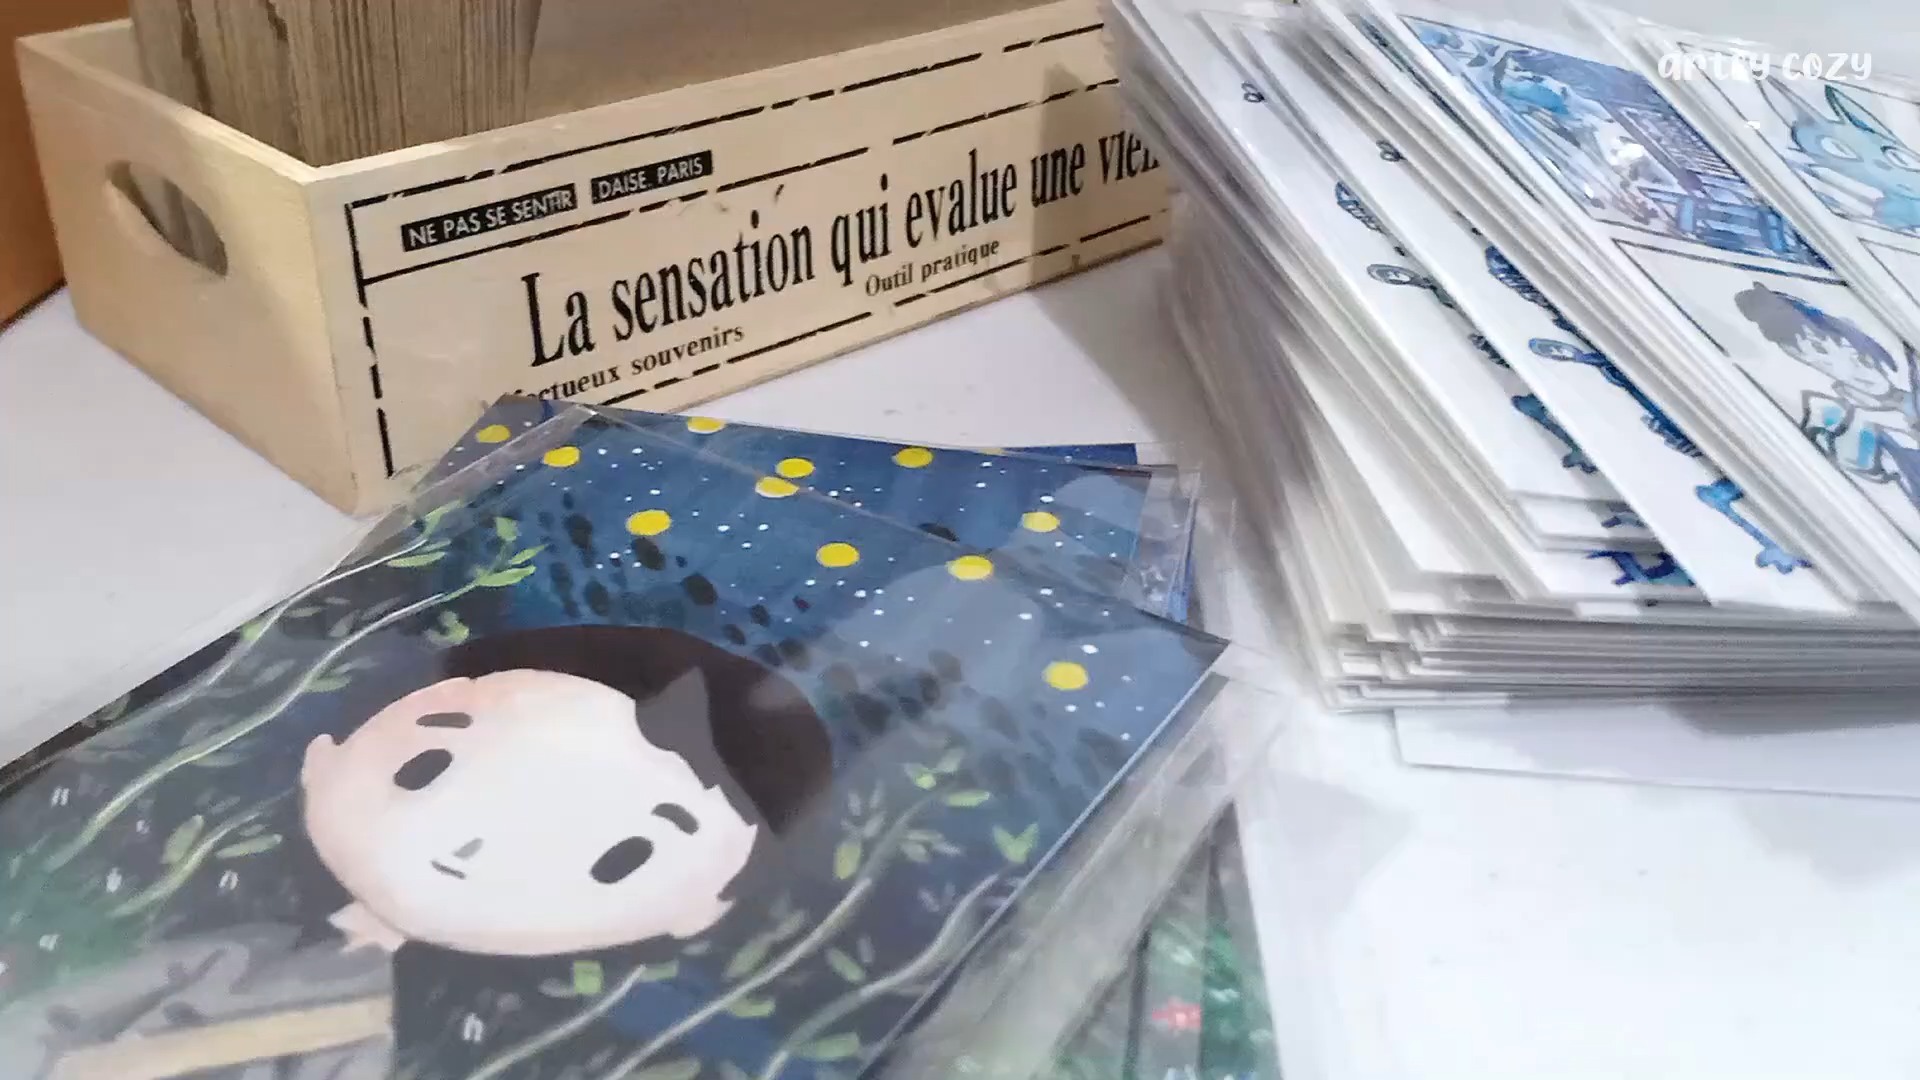 artsy cozy
NE PAS SE SENTIR DAISE. PARIS
La sensation qui evalue une
Outil pratique
souvenirs